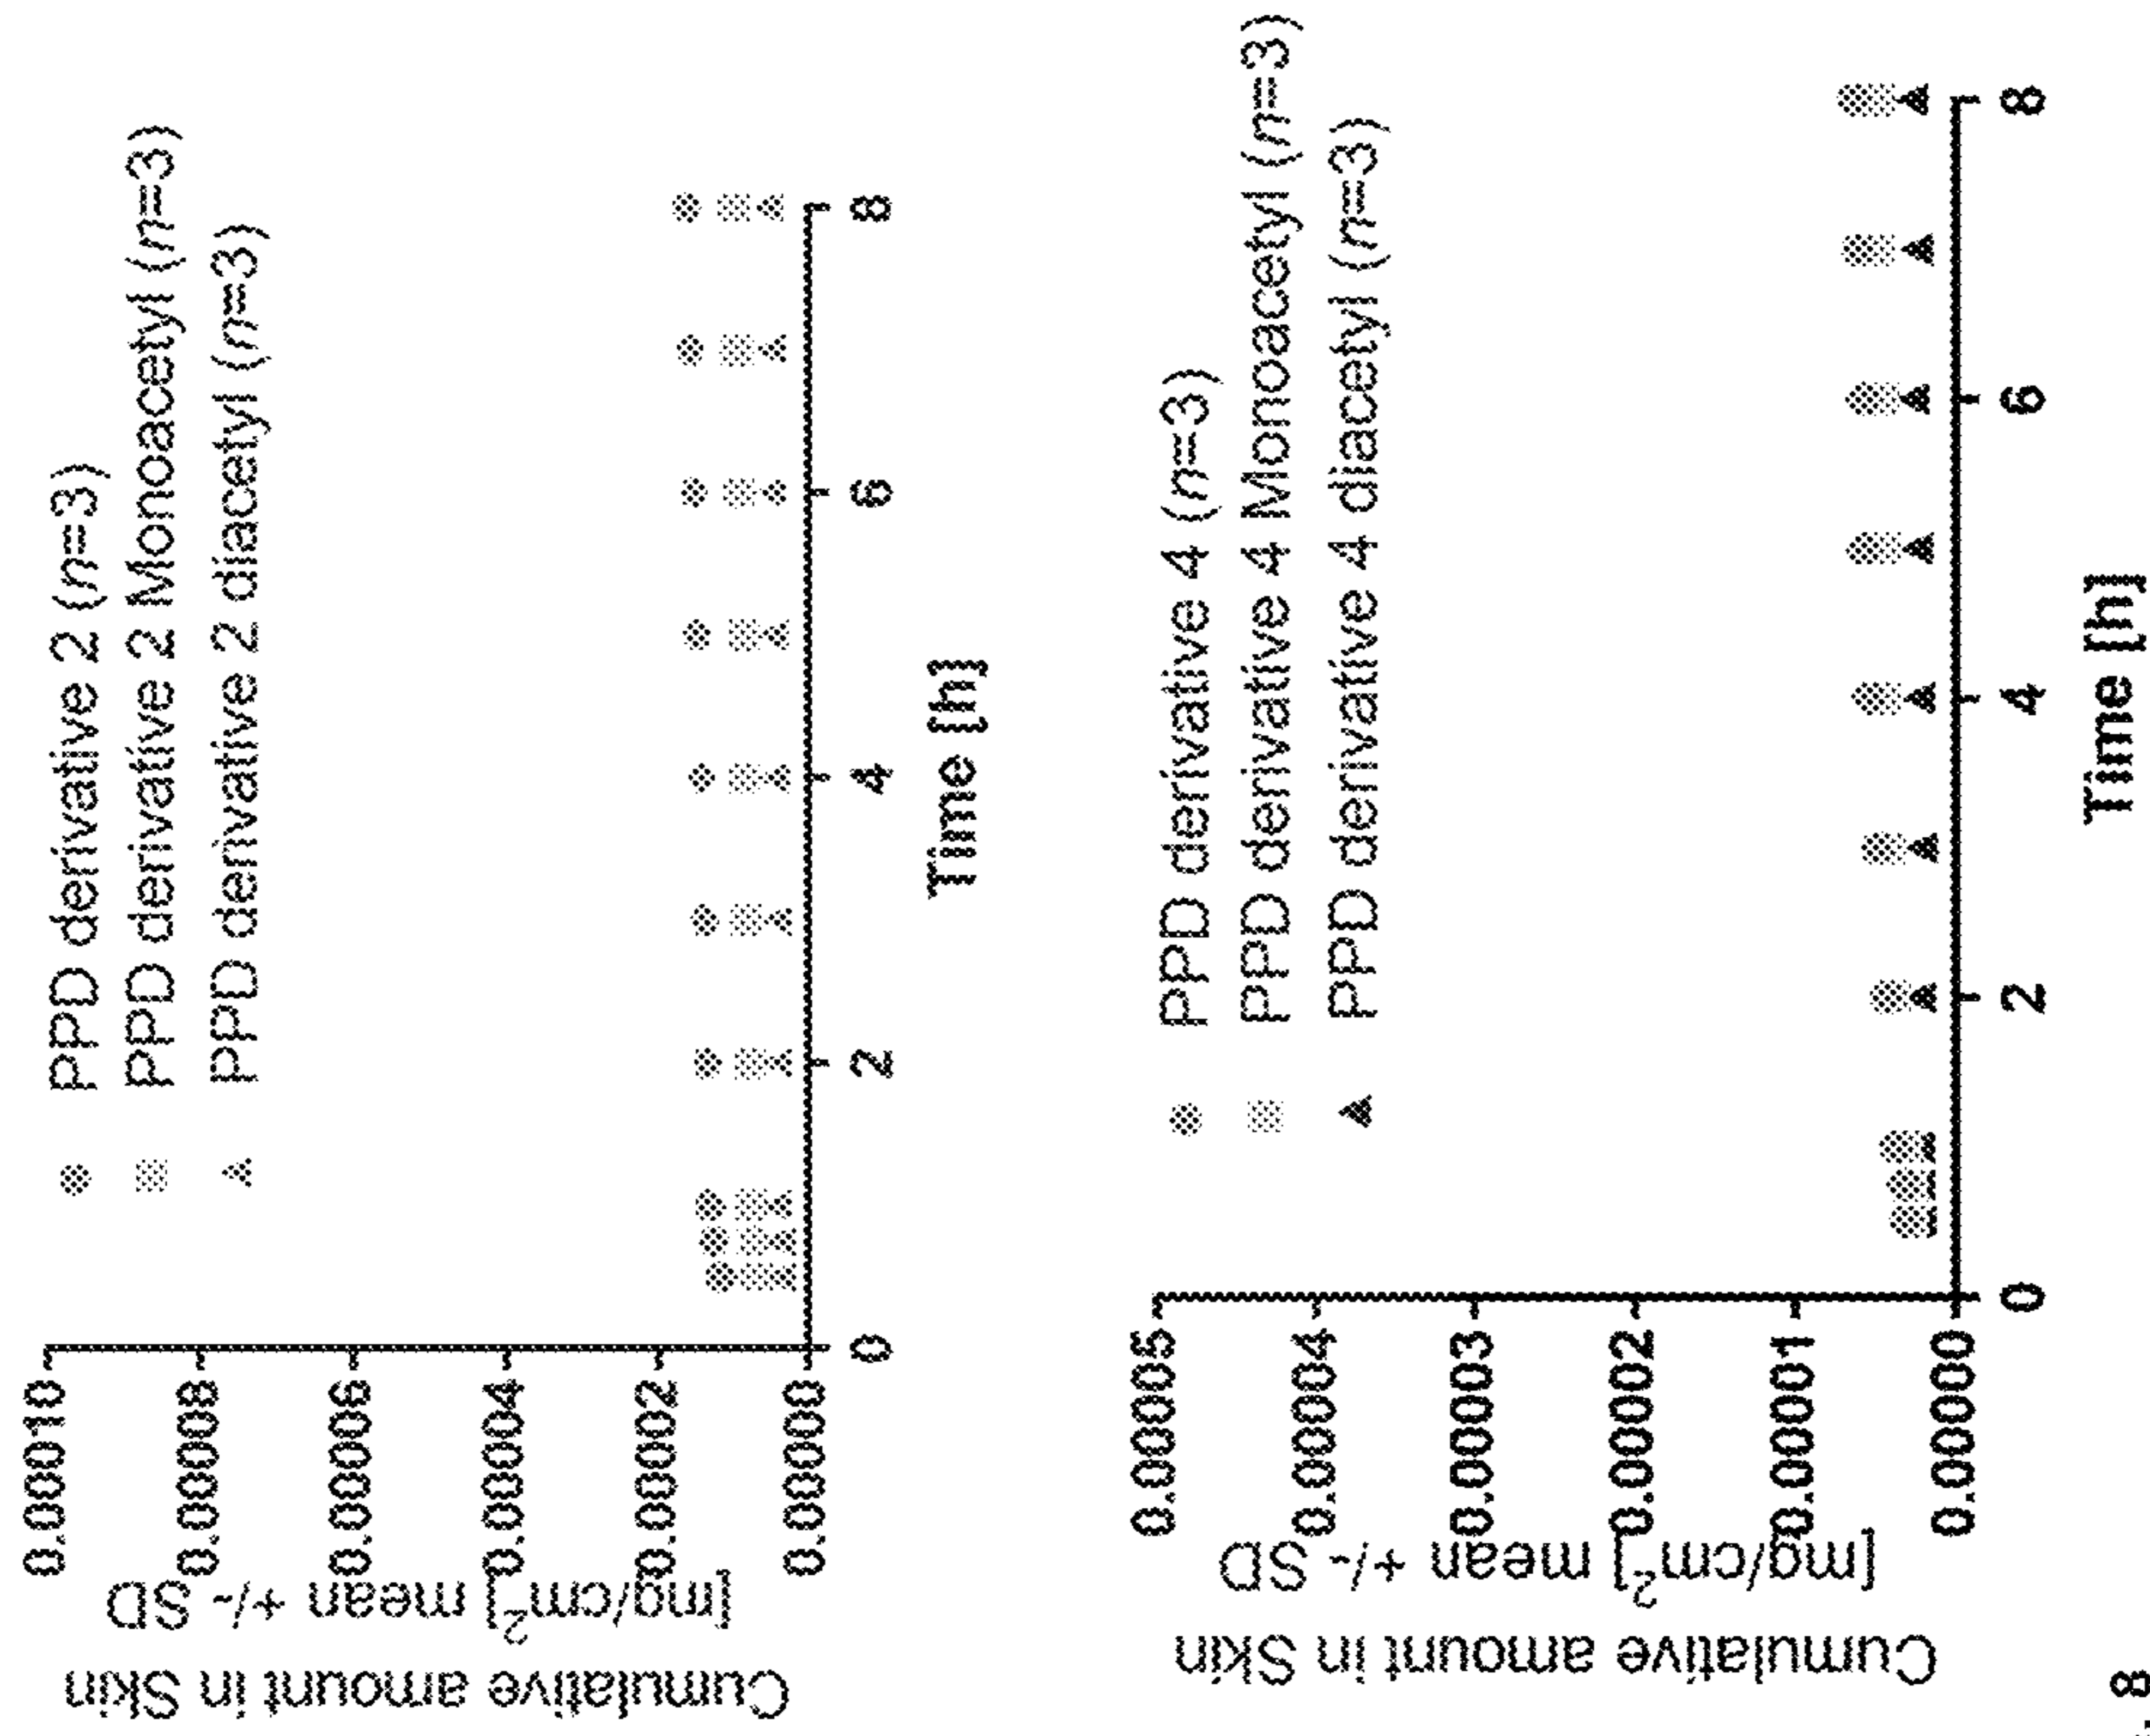 PPD derivative 2 (n=3)
PPD derivative 2 Monoacetyl (n=3)
PPD derivative 2 diacetyl (n=3)
Cumulative amount in Skin
[mg/cm²] mean +/- SD
0.00010
0.00008
0.00006
0.00004
0.00002
0.00000
0 2 4 6 8
Time [h]
PPD derivative 4 (n=3)
PPD derivative 4 Monoacetyl (n=3)
PPD derivative 4 diacetyl (n=3)
Cumulative amount in Skin
[mg/cm²] mean +/- SD
0.00005
0.00004
0.00003
0.00002
0.00001
0.00000
0 2 4 6 8
Time [h]
8